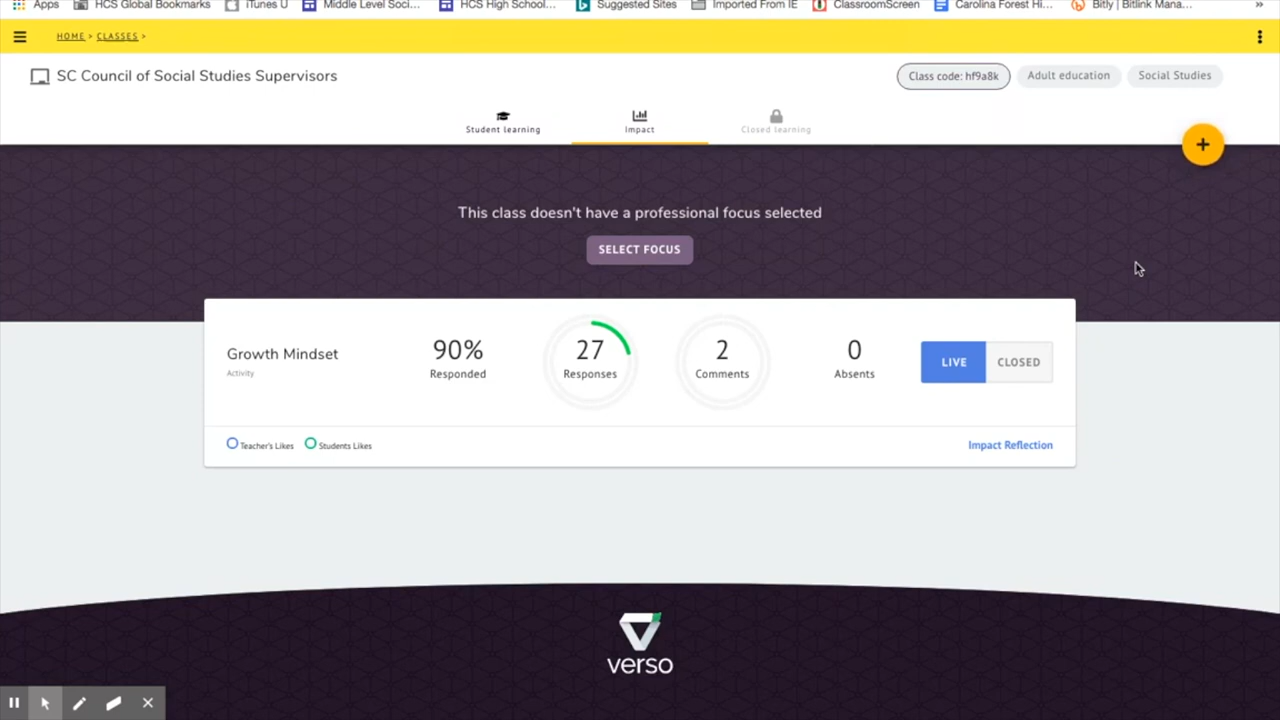 Apps HCS Global Bookmarks iTunes U Middle Level Soci... HCS High School... Suggested Sites Imported From IE ClassroomScreen Carolina Forest Hi... Bitly | Bitlink Mana... »
HOME > CLASSES >
SC Council of Social Studies Supervisors
Class code: hf9a8k Adult education Social Studies
Student learning Impact Closed learning
+
This class doesn't have a professional focus selected
SELECT FOCUS
Growth Mindset
Activity
90%
Responded
27
Responses
2
Comments
0
Absents
LIVE CLOSED
Teacher's Likes Students Likes Impact Reflection
verso